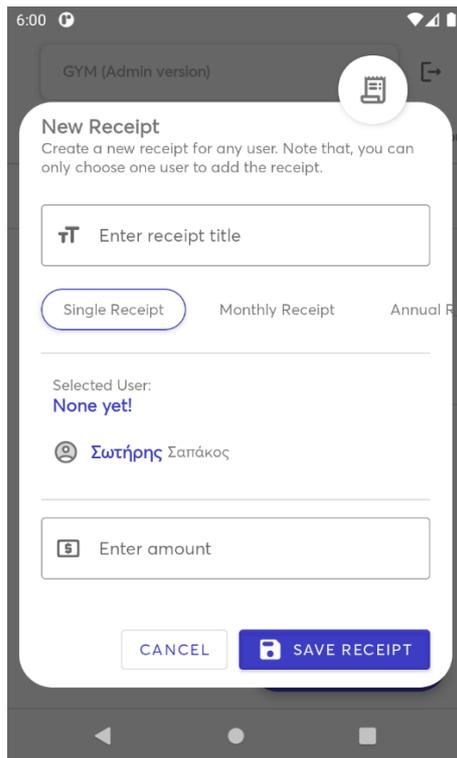 6:00
GYM (Admin version)
New Receipt
Create a new receipt for any user. Note that, you can
only choose one user to add the receipt.
Enter receipt title
Single Receipt Monthly Receipt Annual R
Selected User:
None yet!
Σωτήρης Σαπάκος
Enter amount
CANCEL SAVE RECEIPT